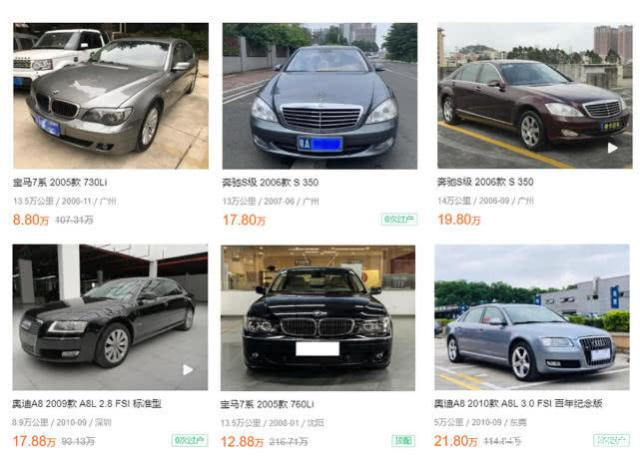 粤A
宝马7系 2005款 730Li
奔驰S级 2006款 S 350
奔驰S级 2006款 S 350
13.5万公里 / 2006-11 / 广州
13万公里 / 2007-06 / 广州
14万公里 / 2006-09 / 广州
8.80万 107.31万
17.80万 0次过户
19.80万
奥迪A8 2009款 A8L 2.8 FSI 标准型
宝马7系 2005款 760Li
奥迪A8 2010款 A8L 3.0 FSI 百年纪念版
8.9万公里 / 2010-09 / 深圳
13.5万公里 / 2008-01 / 沈阳
5万公里 / 2010-09 / 东莞
17.88万 93.13万 0次过户
12.88万 216.71万 顶配
21.80万